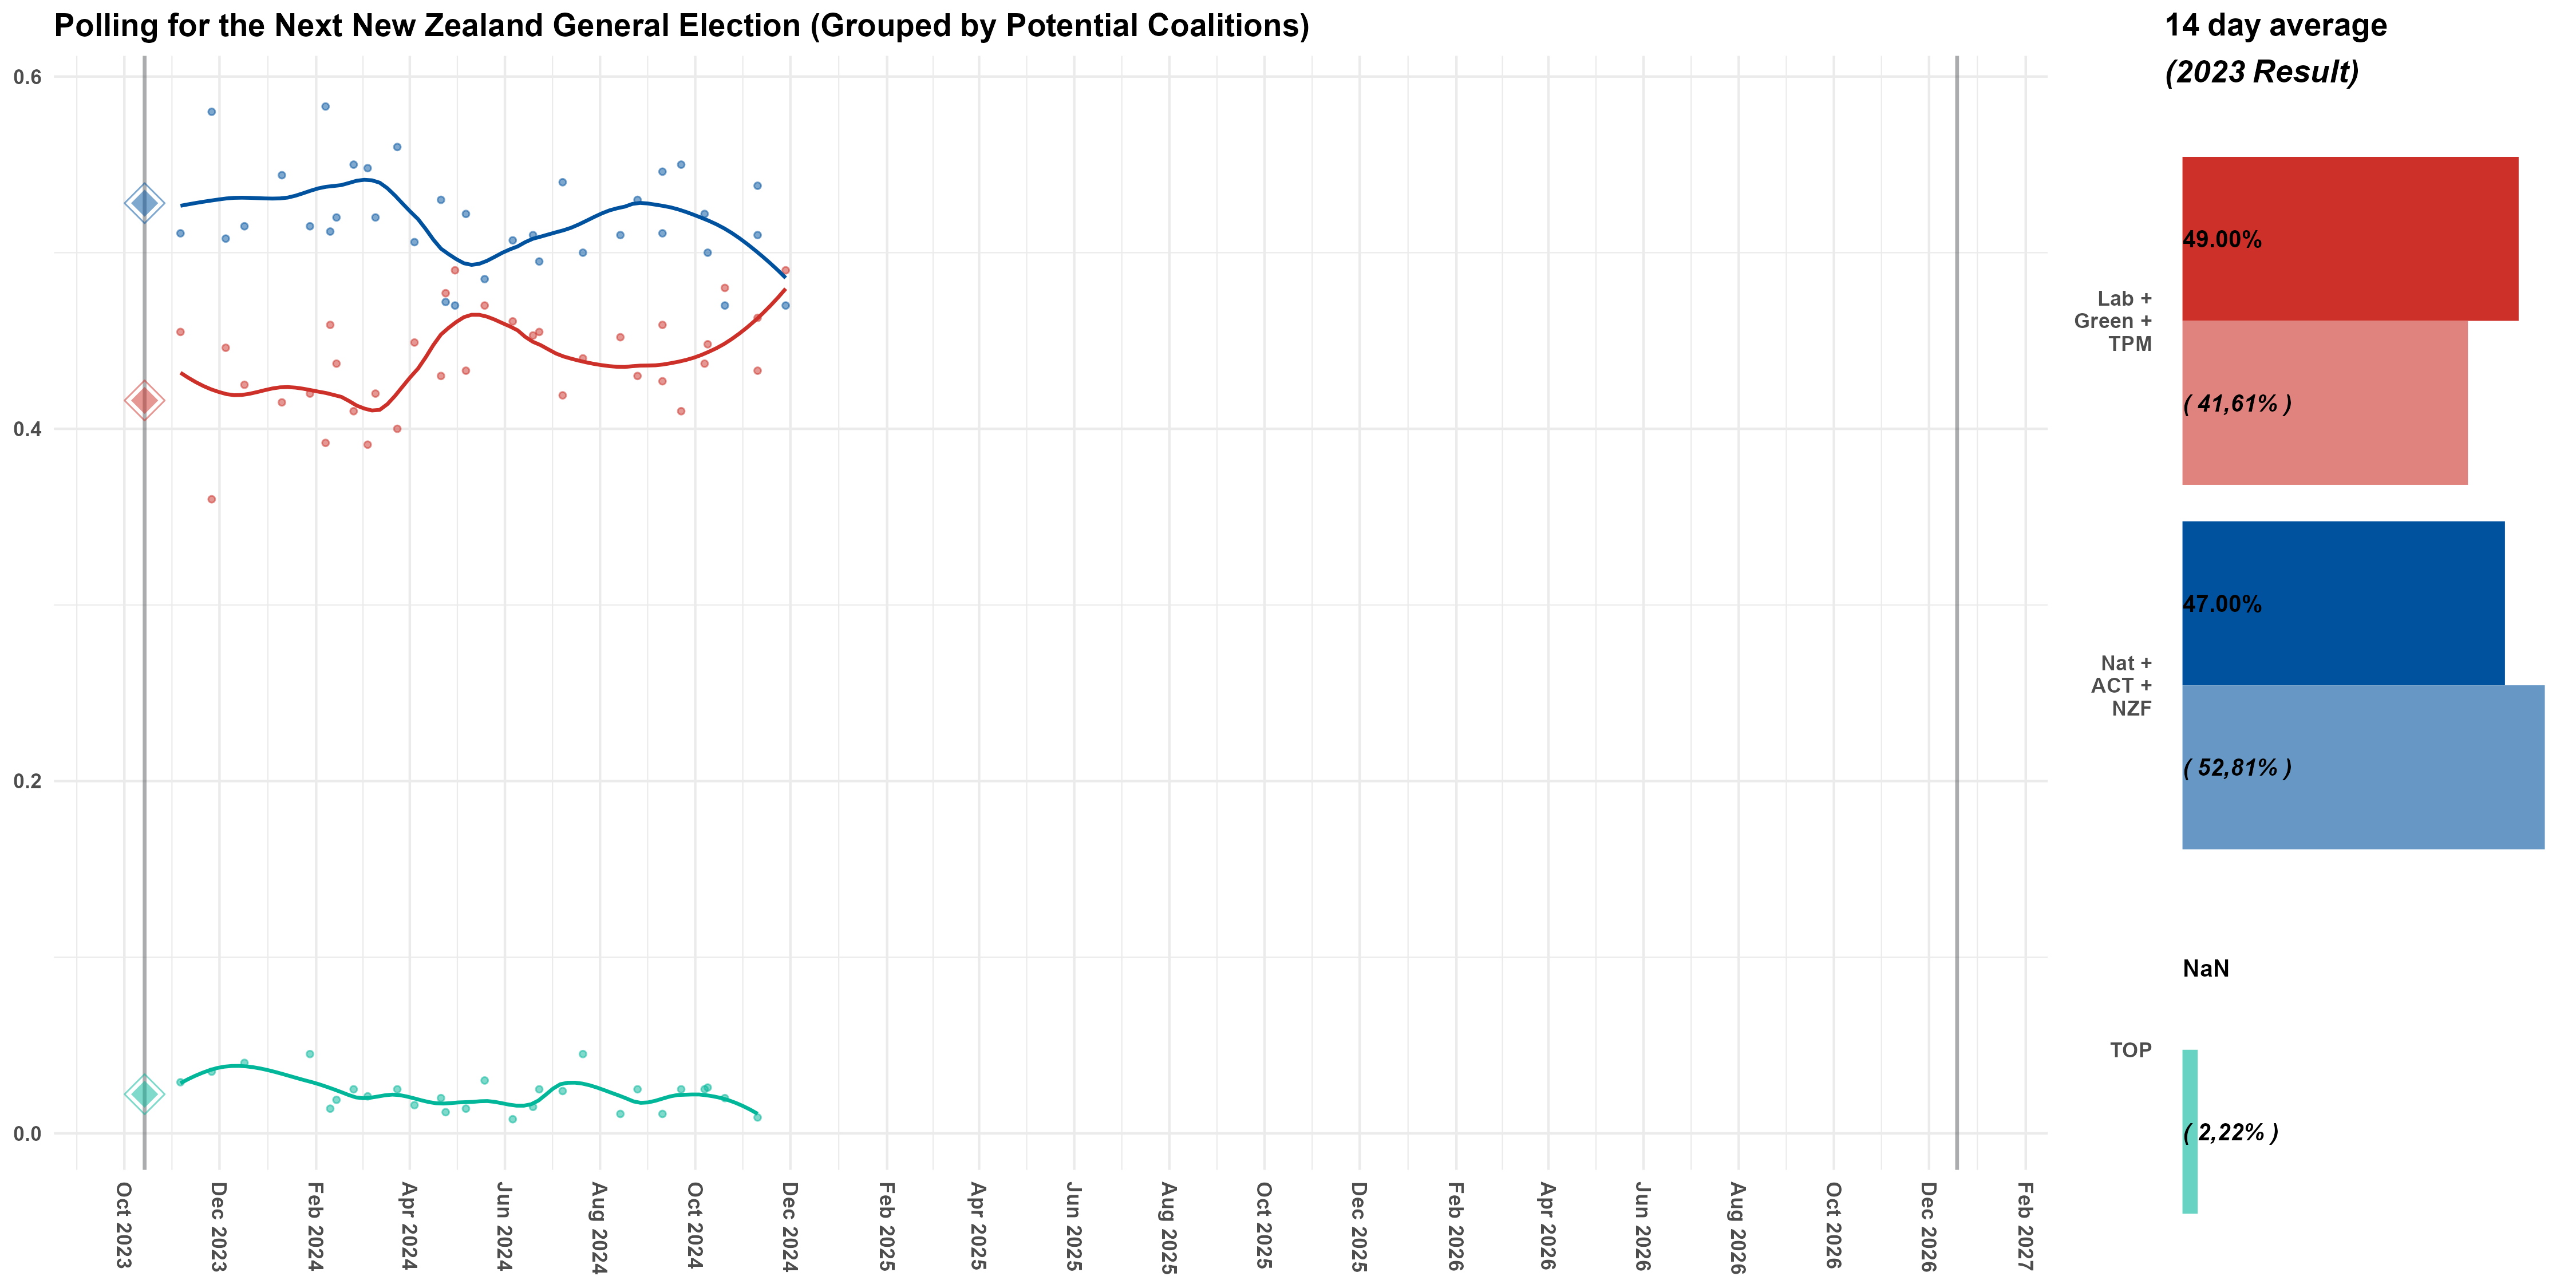 Polling for the Next New Zealand General Election (Grouped by Potential Coalitions)
0.6
0.4
0.2
0.0
Oct 2023
Dec 2023
Feb 2024
Apr 2024
Jun 2024
Aug 2024
Oct 2024
Dec 2024
Feb 2025
Apr 2025
Jun 2025
Aug 2025
Oct 2025
Dec 2025
Feb 2026
Apr 2026
Jun 2026
Aug 2026
Oct 2026
Dec 2026
Feb 2027
14 day average
(2023 Result)
Lab +
Green +
TPM
49.00%
( 41,61% )
Nat +
ACT +
NZF
47.00%
( 52,81% )
TOP
NaN
( 2,22% )